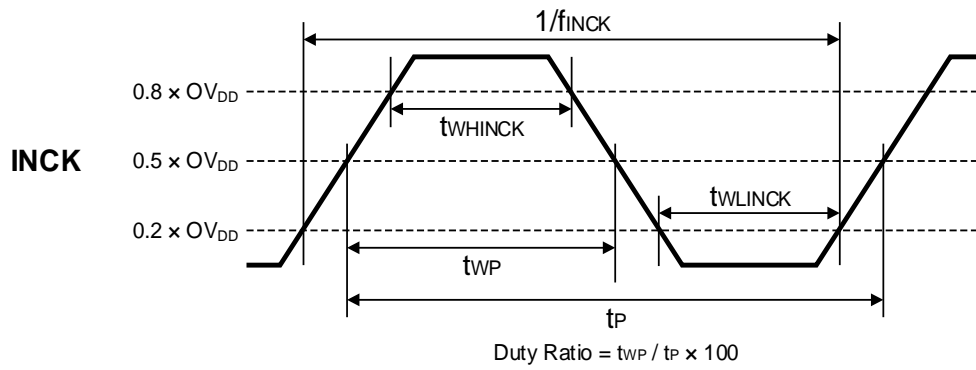 1/fINCK
0.8 × OVDD
tWHINCK
INCK
0.5 × OVDD
tWLINCK
0.2 × OVDD
tWP
tP
Duty Ratio = tWP / tP × 100